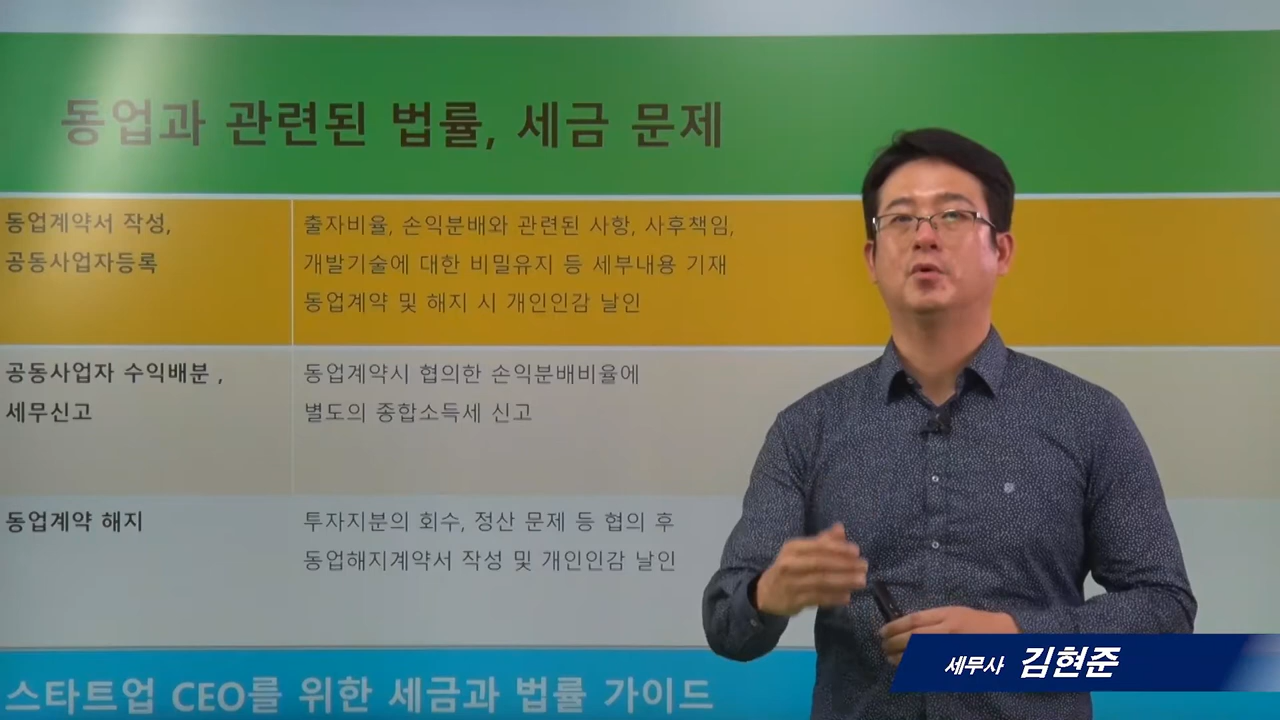 동업과 관련된 법률, 세금 문제
동업계약서 작성,
공동사업자등록
출자비율, 손익분배와 관련된 사항, 사후책임,
개발기술에 대한 비밀유지 등 세부내용 기재
동업계약 및 해지 시 개인인감 날인
공동사업자 수익배분 ,
세무신고
동업계약시 협의한 손익분배비율에
별도의 종합소득세 신고
동업계약 해지
투자지분의 회수, 정산 문제 등 협의 후
동업해지계약서 작성 및 개인인감 날인
세무사 김현준
스타트업 CEO를 위한 세금과 법률 가이드